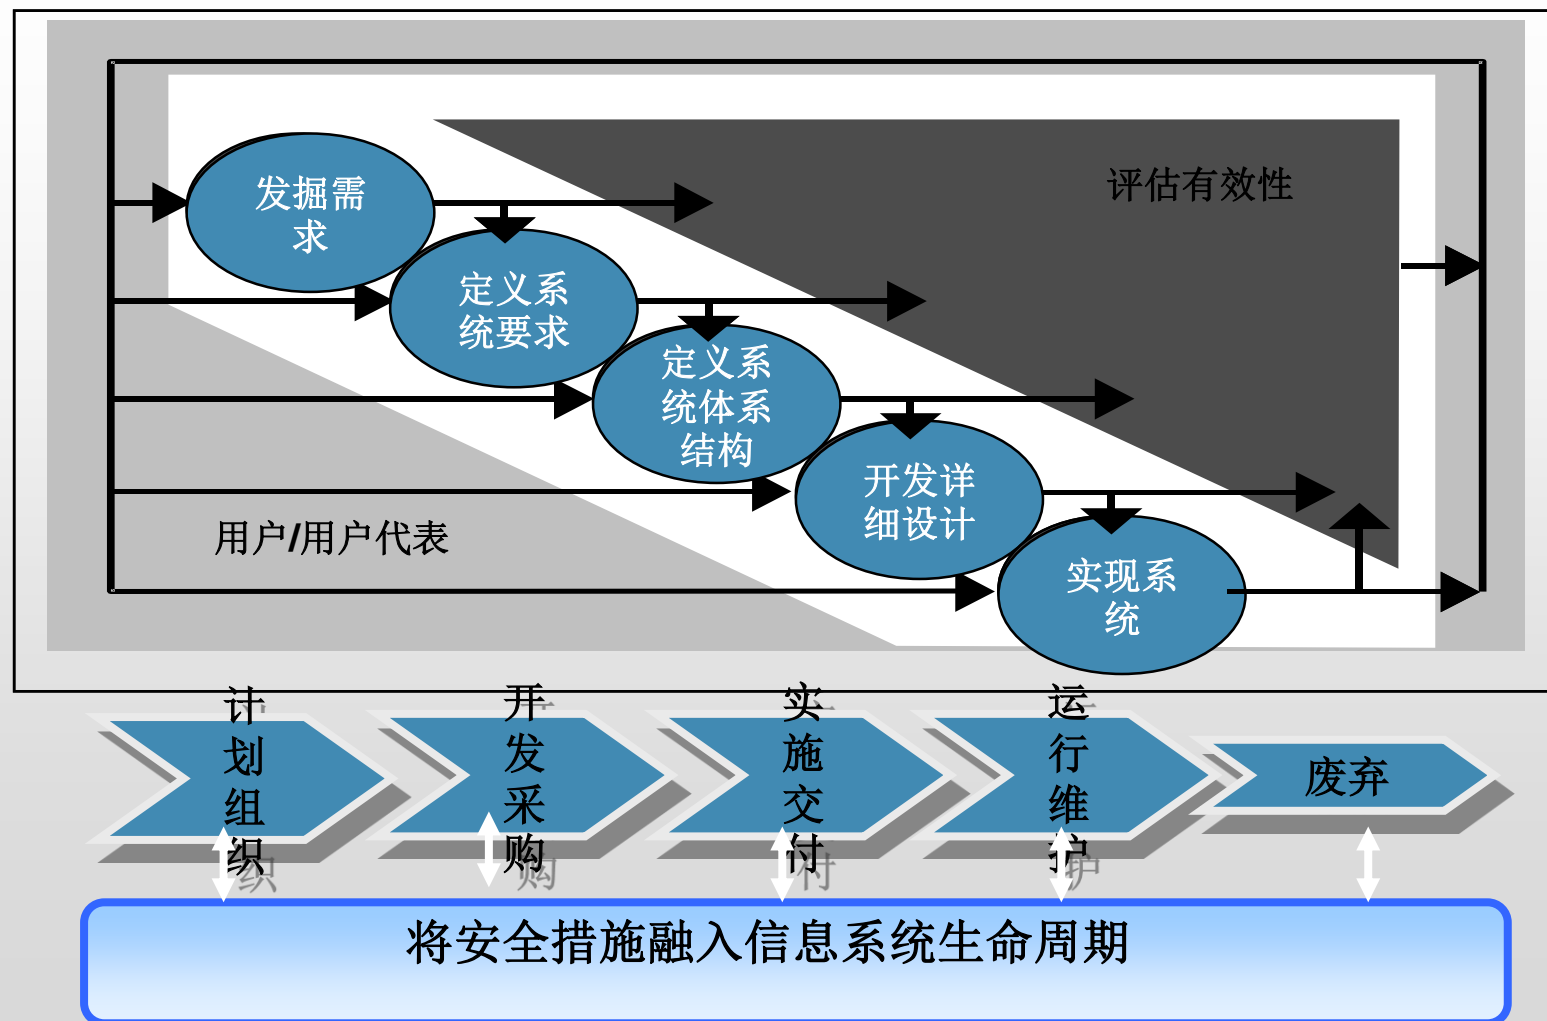 发掘需
求
评估有效性
定义系
统要求
定义系
统体系
结构
开发详
细设计
用户/用户代表
实现系
统
计
划
组
织
开
发
采
购
实
施
交
付
运
行
维
护
废弃
将安全措施融入信息系统生命周期